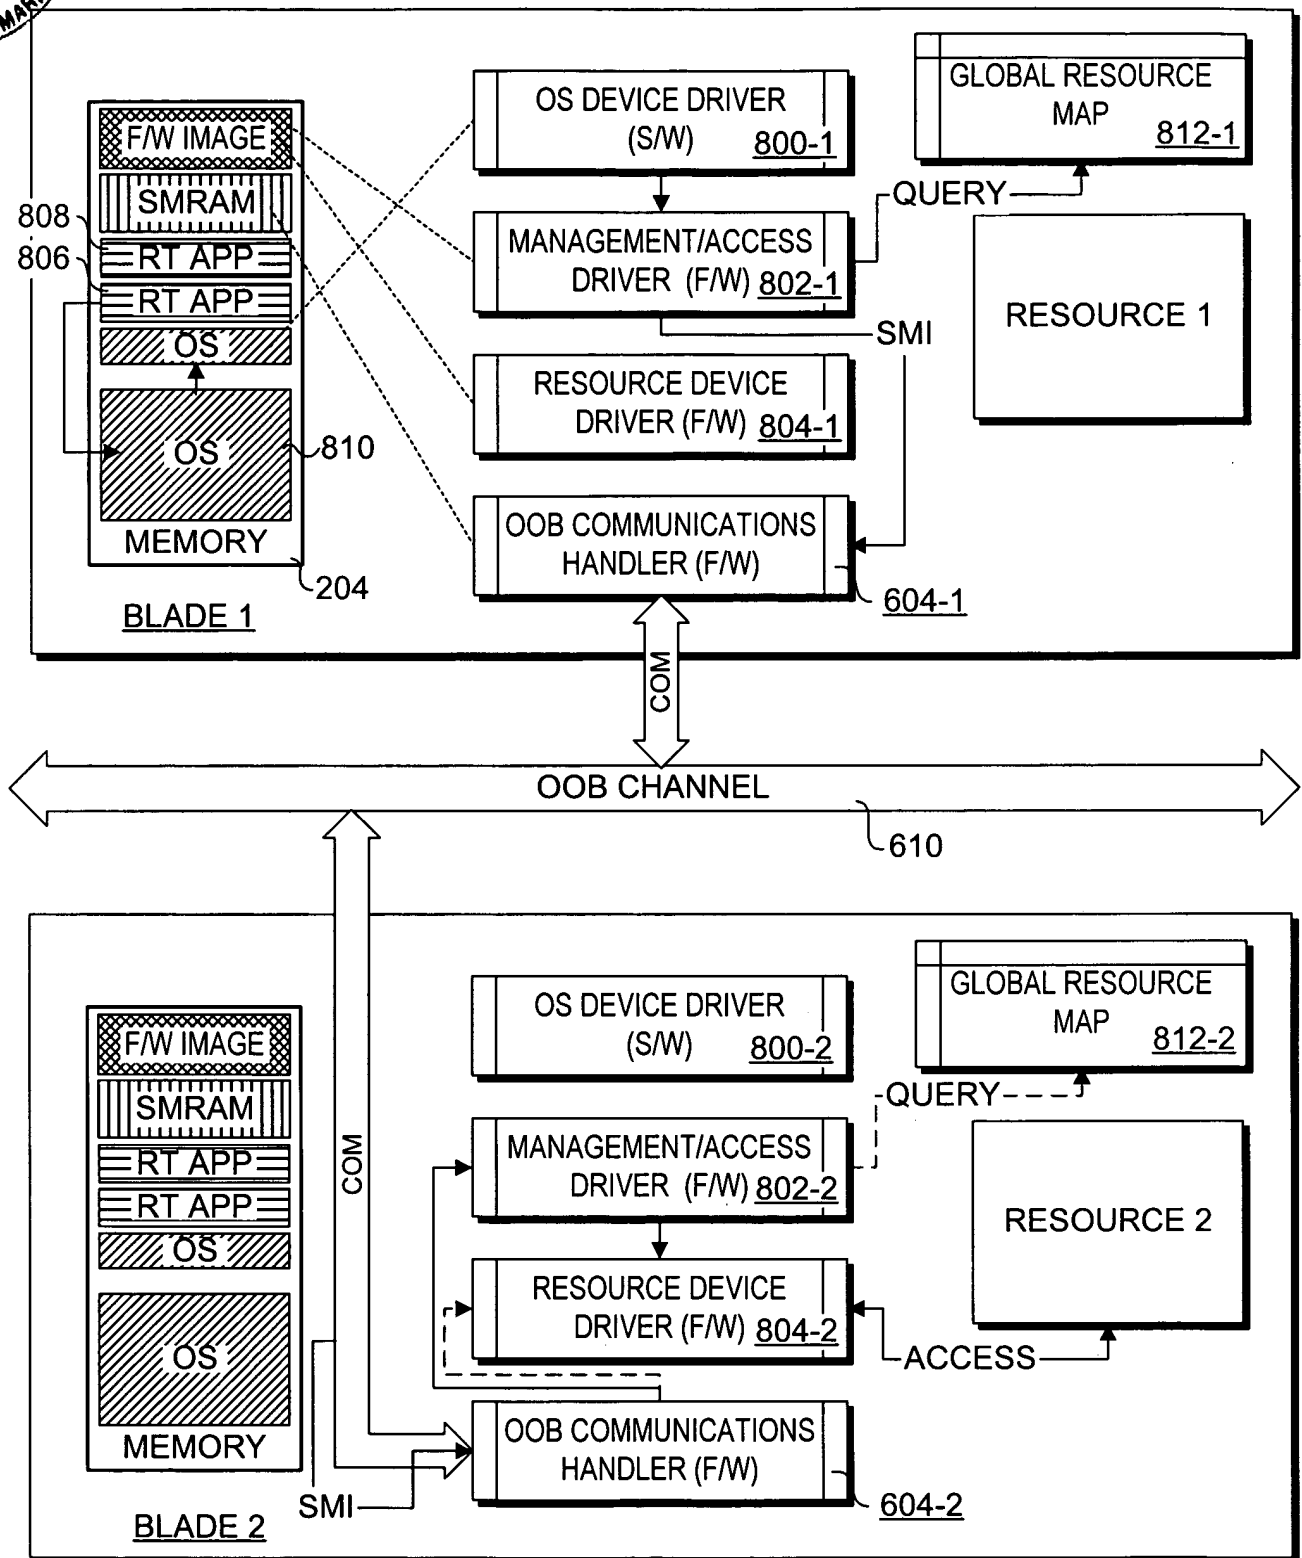 MAR
F/W IMAGE
SMRAM
808
RT APP
806
RT APP
OS
OS
810
MEMORY
204
BLADE 1
OS DEVICE DRIVER
(S/W)
800-1
MANAGEMENT/ACCESS
DRIVER (F/W) 802-1
RESOURCE DEVICE
DRIVER (F/W) 804-1
OOB COMMUNICATIONS
HANDLER (F/W)
604-1
GLOBAL RESOURCE
MAP
812-1
QUERY
RESOURCE 1
SMI
COM
OOB CHANNEL
610
F/W IMAGE
SMRAM
RT APP
RT APP
OS
OS
MEMORY
BLADE 2
COM
SMI
OS DEVICE DRIVER
(S/W)
800-2
MANAGEMENT/ACCESS
DRIVER (F/W) 802-2
RESOURCE DEVICE
DRIVER (F/W) 804-2
OOB COMMUNICATIONS
HANDLER (F/W)
604-2
GLOBAL RESOURCE
MAP
812-2
QUERY
RESOURCE 2
ACCESS